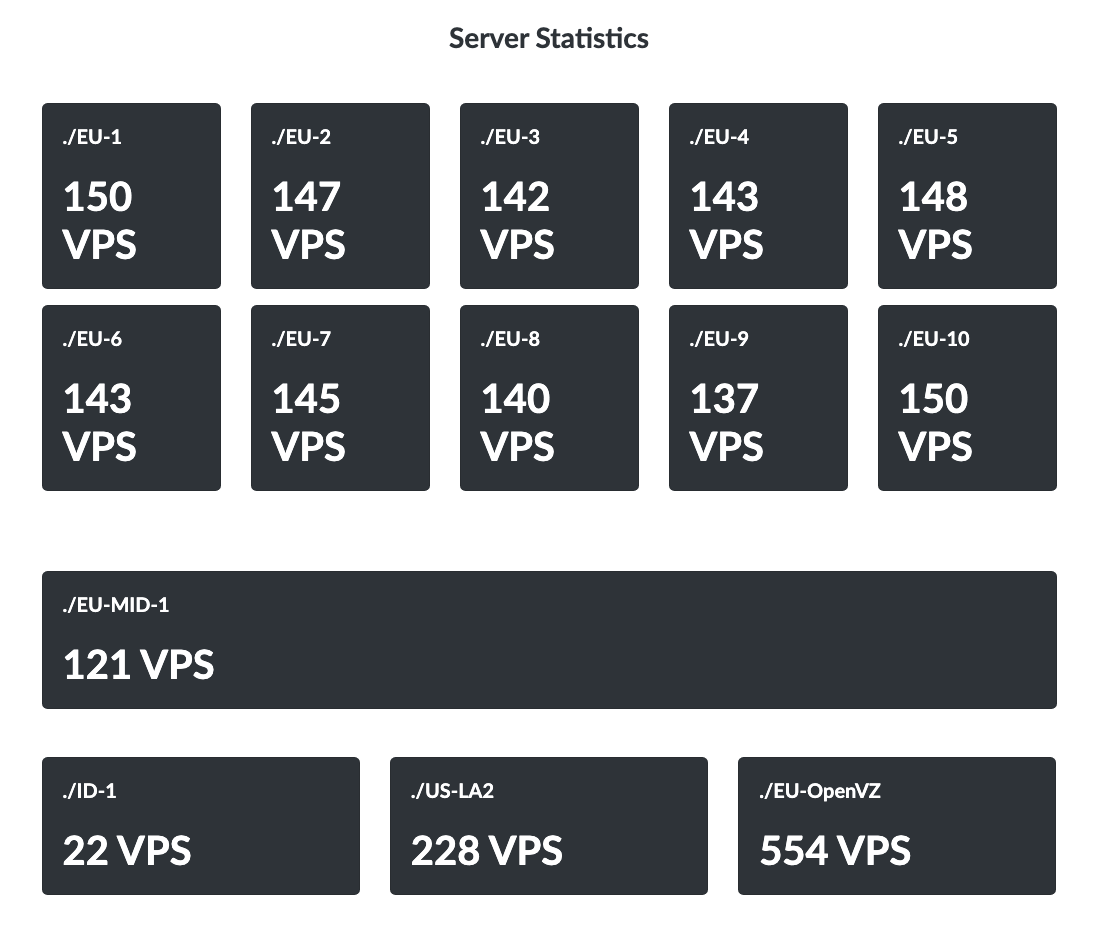 Server Statistics
./EU-1
150
VPS
./EU-2
147
VPS
./EU-3
142
VPS
./EU-4
143
VPS
./EU-5
148
VPS
./EU-6
143
VPS
./EU-7
145
VPS
./EU-8
140
VPS
./EU-9
137
VPS
./EU-10
150
VPS
./EU-MID-1
121 VPS
./ID-1
22 VPS
./US-LA2
228 VPS
./EU-OpenVZ
554 VPS